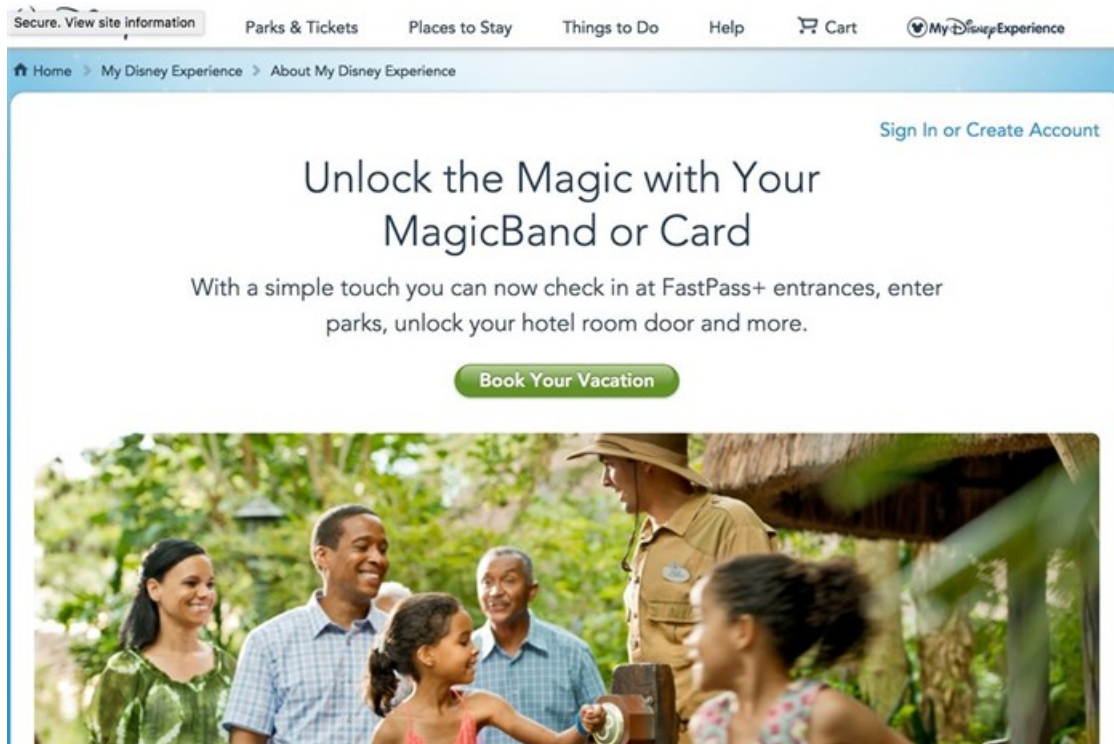 Secure. View site information
Parks & Tickets Places to Stay Things to Do Help Cart My Disney Experience
Home > My Disney Experience > About My Disney Experience
Sign In or Create Account
Unlock the Magic with Your
MagicBand or Card
With a simple touch you can now check in at FastPass+ entrances, enter
parks, unlock your hotel room door and more.
Book Your Vacation